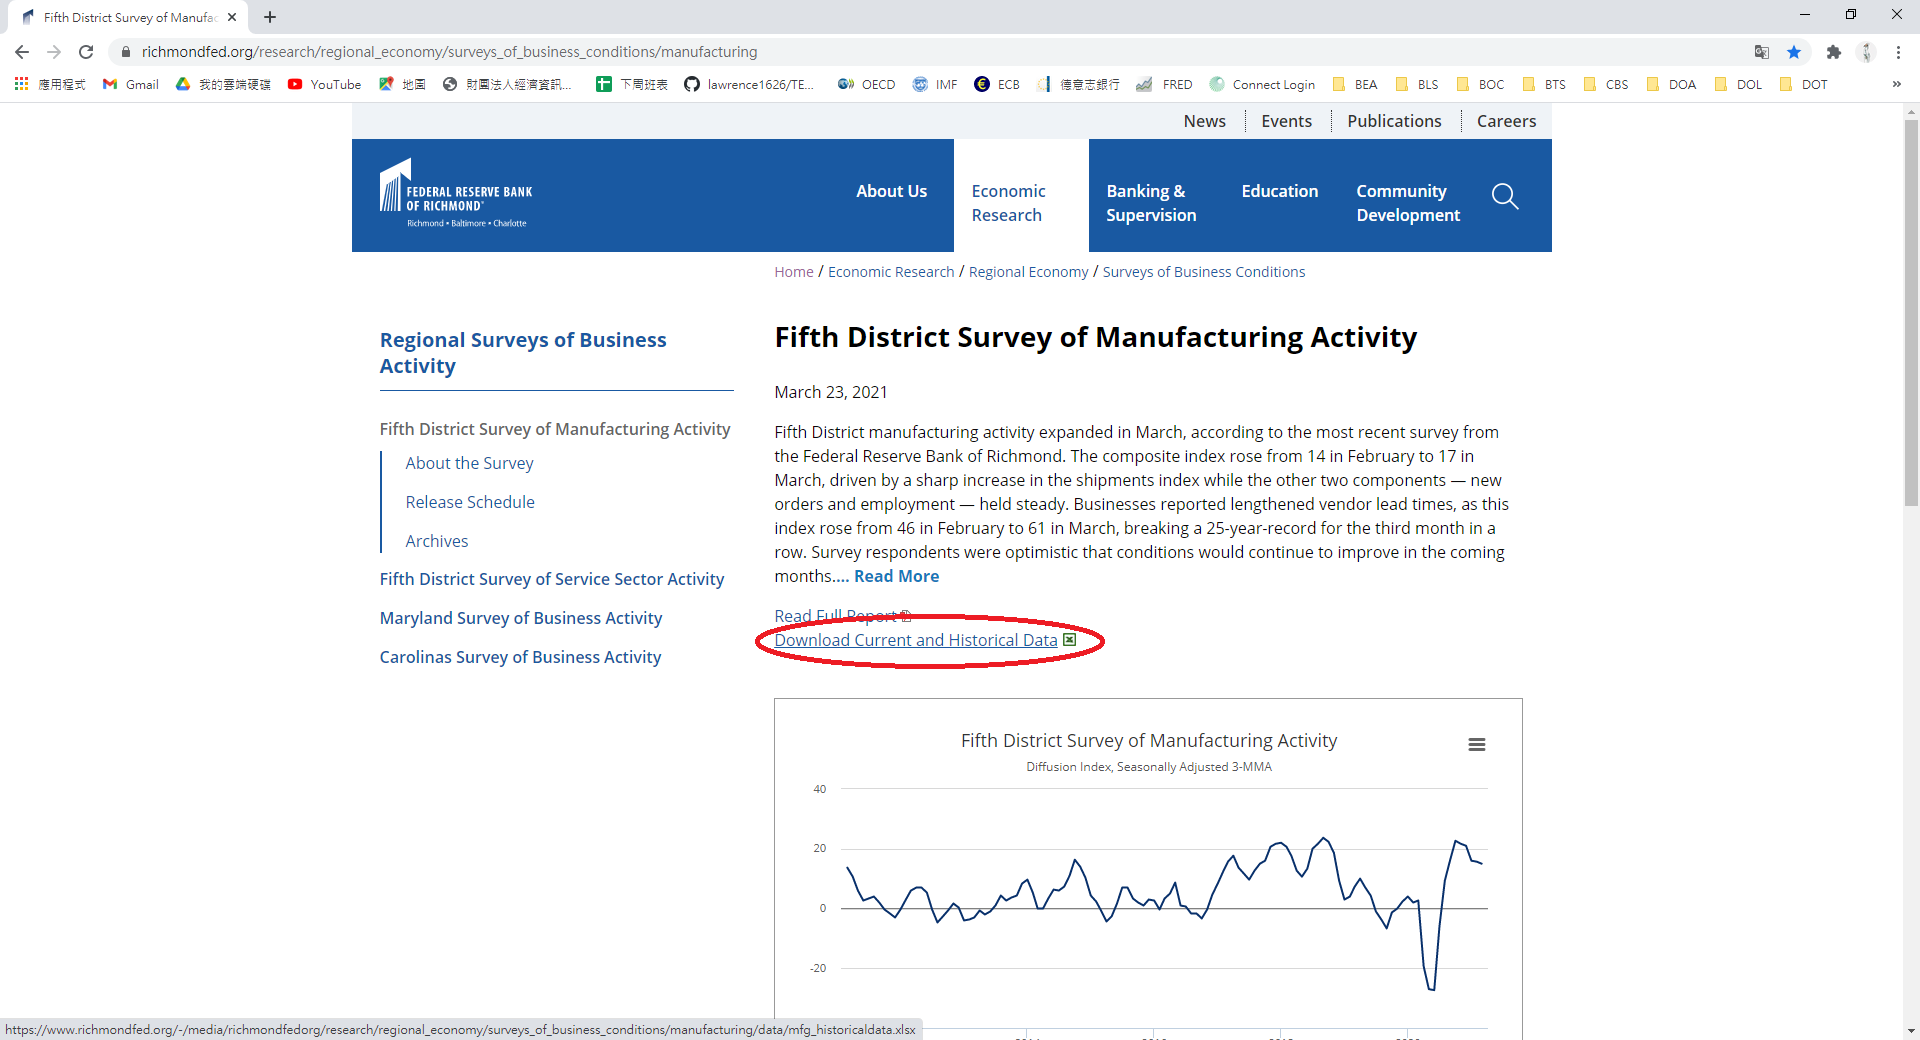 Fifth District Survey of Manufac
richmondfed.org/research/regional_economy/surveys_of_business_conditions/manufacturing
應用程式 Gmail 我的雲端硬碟 YouTube 地圖 財團法人經濟資訊... 下周班表 lawrence1626/TE... OECD IMF ECB 德意志銀行 FRED Connect Login BEA BLS BOC BTS CBS DOA DOL DOT »
News Events Publications Careers
FEDERAL RESERVE BANK
OF RICHMOND®
Richmond • Baltimore • Charlotte
About Us
Economic
Research
Banking &
Supervision
Education
Community
Development
Home / Economic Research / Regional Economy / Surveys of Business Conditions
Regional Surveys of Business
Activity
Fifth District Survey of Manufacturing Activity
About the Survey
Release Schedule
Archives
Fifth District Survey of Service Sector Activity
Maryland Survey of Business Activity
Carolinas Survey of Business Activity
Fifth District Survey of Manufacturing Activity
March 23, 2021
Fifth District manufacturing activity expanded in March, according to the most recent survey from
the Federal Reserve Bank of Richmond. The composite index rose from 14 in February to 17 in
March, driven by a sharp increase in the shipments index while the other two components — new
orders and employment — held steady. Businesses reported lengthened vendor lead times, as this
index rose from 46 in February to 61 in March, breaking a 25-year-record for the third month in a
row. Survey respondents were optimistic that conditions would continue to improve in the coming
months.... Read More
Read Full Report
Download Current and Historical Data
Fifth District Survey of Manufacturing Activity
Diffusion Index, Seasonally Adjusted 3-MMA
40
20
0
-20
https://www.richmondfed.org/-/media/richmondfedorg/research/regional_economy/surveys_of_business_conditions/manufacturing/data/mfg_historicaldata.xlsx